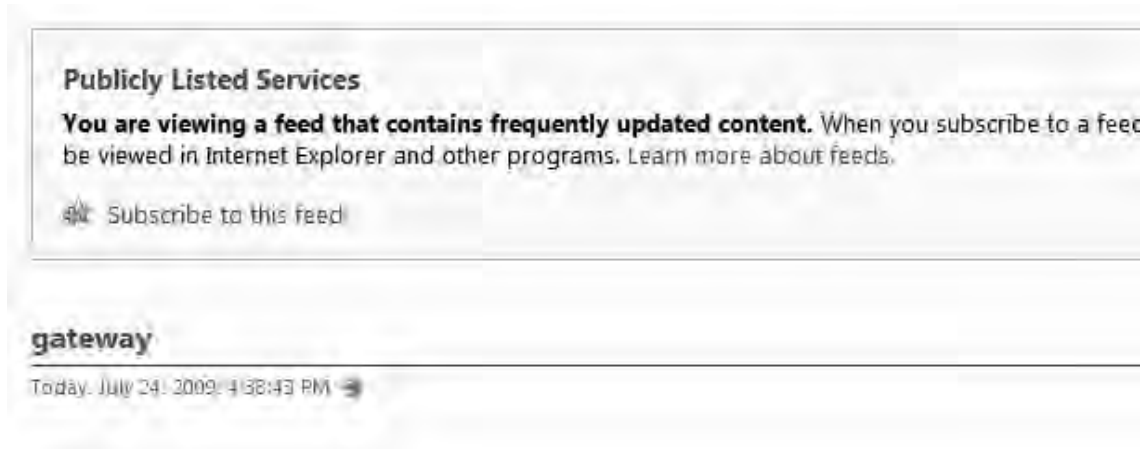 Publicly Listed Services
You are viewing a feed that contains frequently updated content. When you subscribe to a feed
be viewed in Internet Explorer and other programs. Learn more about feeds.
Subscribe to this feed
gateway
Today, July 24, 2009, 4:38:43 PM